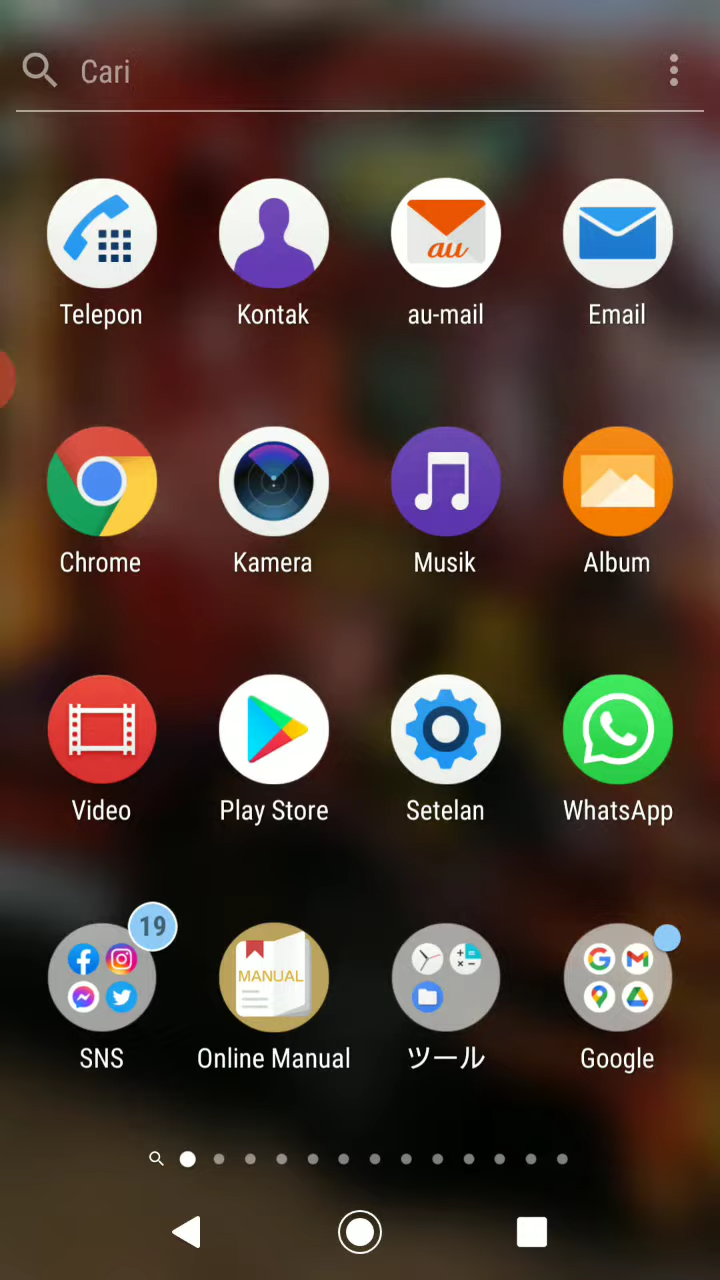 Cari
au
Telepon
Kontak
au-mail
Email
Chrome
Kamera
Musik
Album
Video
Play Store
Setelan
WhatsApp
19
MANUAL
SNS
Online Manual
ツール
Google